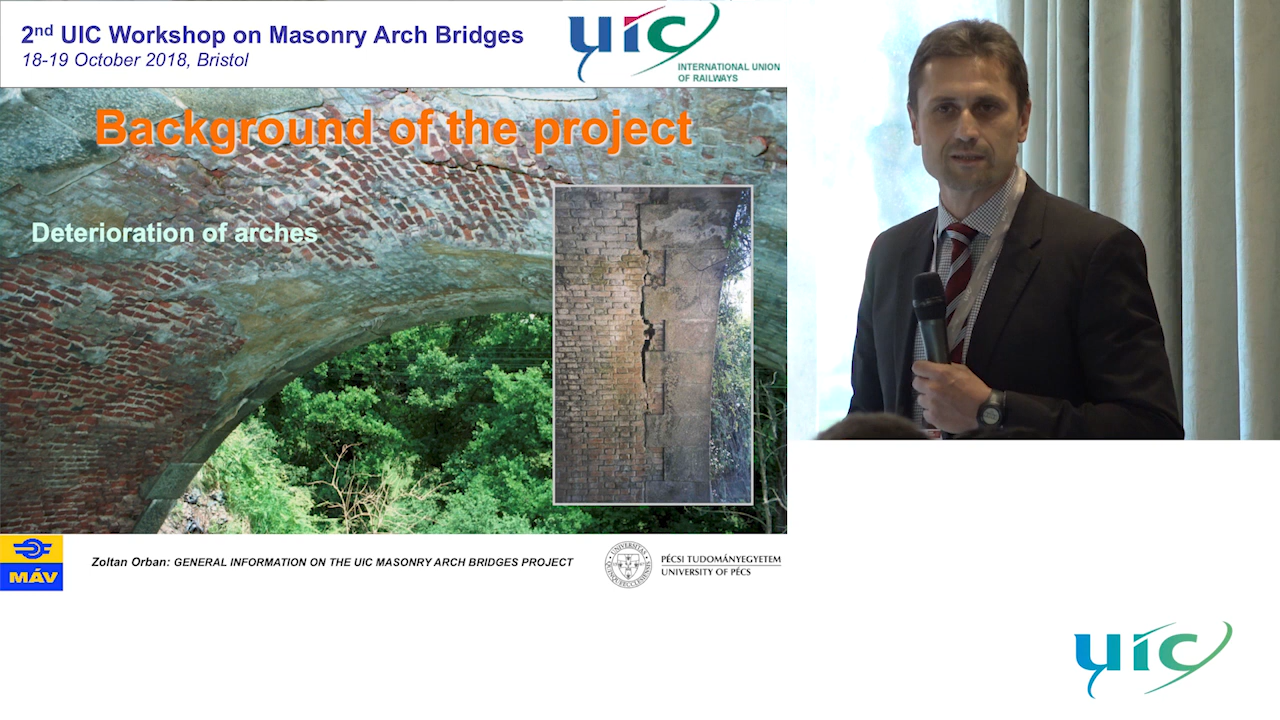 2nd UIC Workshop on Masonry Arch Bridges
18-19 October 2018, Bristol
uic
INTERNATIONAL UNION
OF RAILWAYS
Background of the project
Deterioration of arches
MÁV
Zoltan Orban: GENERAL INFORMATION ON THE UIC MASONRY ARCH BRIDGES PROJECT
PÉCSI TUDOMÁNYEGYETEM
UNIVERSITY OF PÉCS
uic